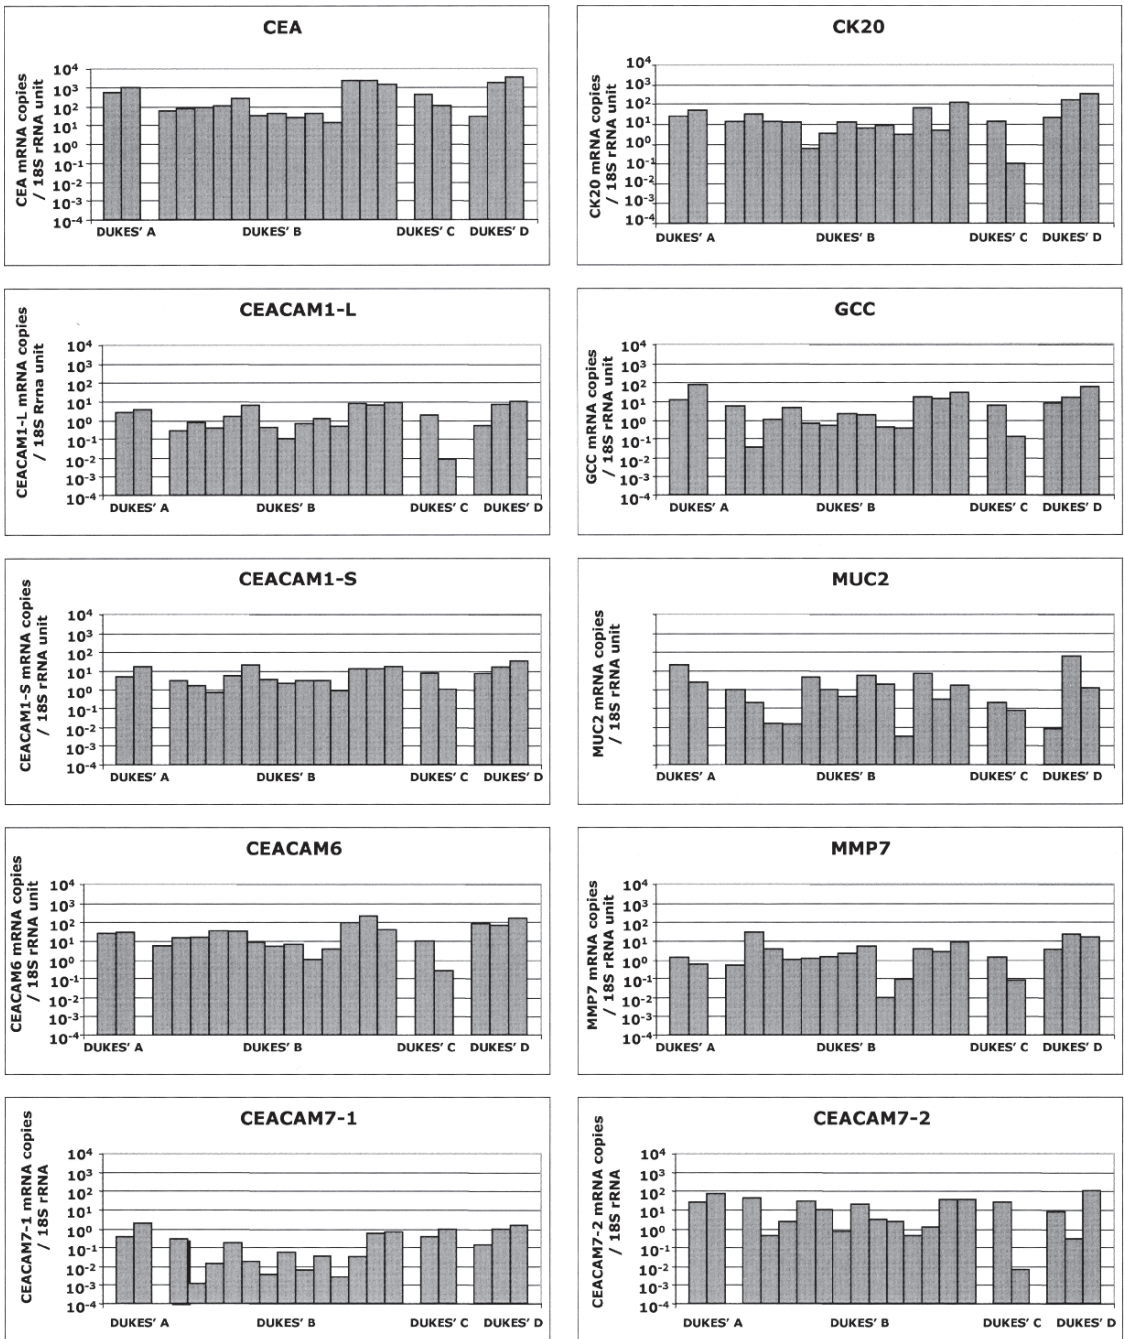 CEA
CEA mRNA copies
/ 18S rRNA unit
10⁴
10³
10²
10¹
10⁰
10⁻¹
10⁻²
10⁻³
10⁻⁴
DUKES' A DUKES' B DUKES' C DUKES' D
CK20
CK20 mRNA copies
/ 18S rRNA unit
10⁴
10³
10²
10¹
10⁰
10⁻¹
10⁻²
10⁻³
10⁻⁴
DUKES' A DUKES' B DUKES' C DUKES' D
CEACAM1-L
CEACAM1-L mRNA copies
/ 18S Rrna unit
10⁴
10³
10²
10¹
10⁰
10⁻¹
10⁻²
10⁻³
10⁻⁴
DUKES' A DUKES' B DUKES' C DUKES' D
GCC
GCC mRNA copies
/ 18S rRNA unit
10⁴
10³
10²
10¹
10⁰
10⁻¹
10⁻²
10⁻³
10⁻⁴
DUKES' A DUKES' B DUKES' C DUKES' D
CEACAM1-S
CEACAM1-S mRNA copies
/ 18S rRNA unit
10⁴
10³
10²
10¹
10⁰
10⁻¹
10⁻²
10⁻³
10⁻⁴
DUKES' A DUKES' B DUKES' C DUKES' D
MUC2
MUC2 mRNA copies
/ 18S rRNA unit
DUKES' A DUKES' B DUKES' C DUKES' D
CEACAM6
CEACAM6 mRNA copies
/ 18S rRNA unit
10⁴
10³
10²
10¹
10⁰
10⁻¹
10⁻²
10⁻³
10⁻⁴
DUKES' A DUKES' B DUKES' C DUKES' D
MMP7
MMP7 mRNA copies
/ 18S rRNA unit
10⁴
10³
10²
10¹
10⁰
10⁻¹
10⁻²
10⁻³
10⁻⁴
DUKES' A DUKES' B DUKES' C DUKES' D
CEACAM7-1
CEACAM7-1 mRNA copies
/ 18S rRNA
10⁴
10³
10²
10¹
10⁰
10⁻¹
10⁻²
10⁻³
10⁻⁴
DUKES' A DUKES' B DUKES' C DUKES' D
CEACAM7-2
CEACAM7-2 mRNA copies
/ 18S rRNA
10⁴
10³
10²
10¹
10⁰
10⁻¹
10⁻²
10⁻³
10⁻⁴
DUKES' A DUKES' B DUKES' C DUKES' D